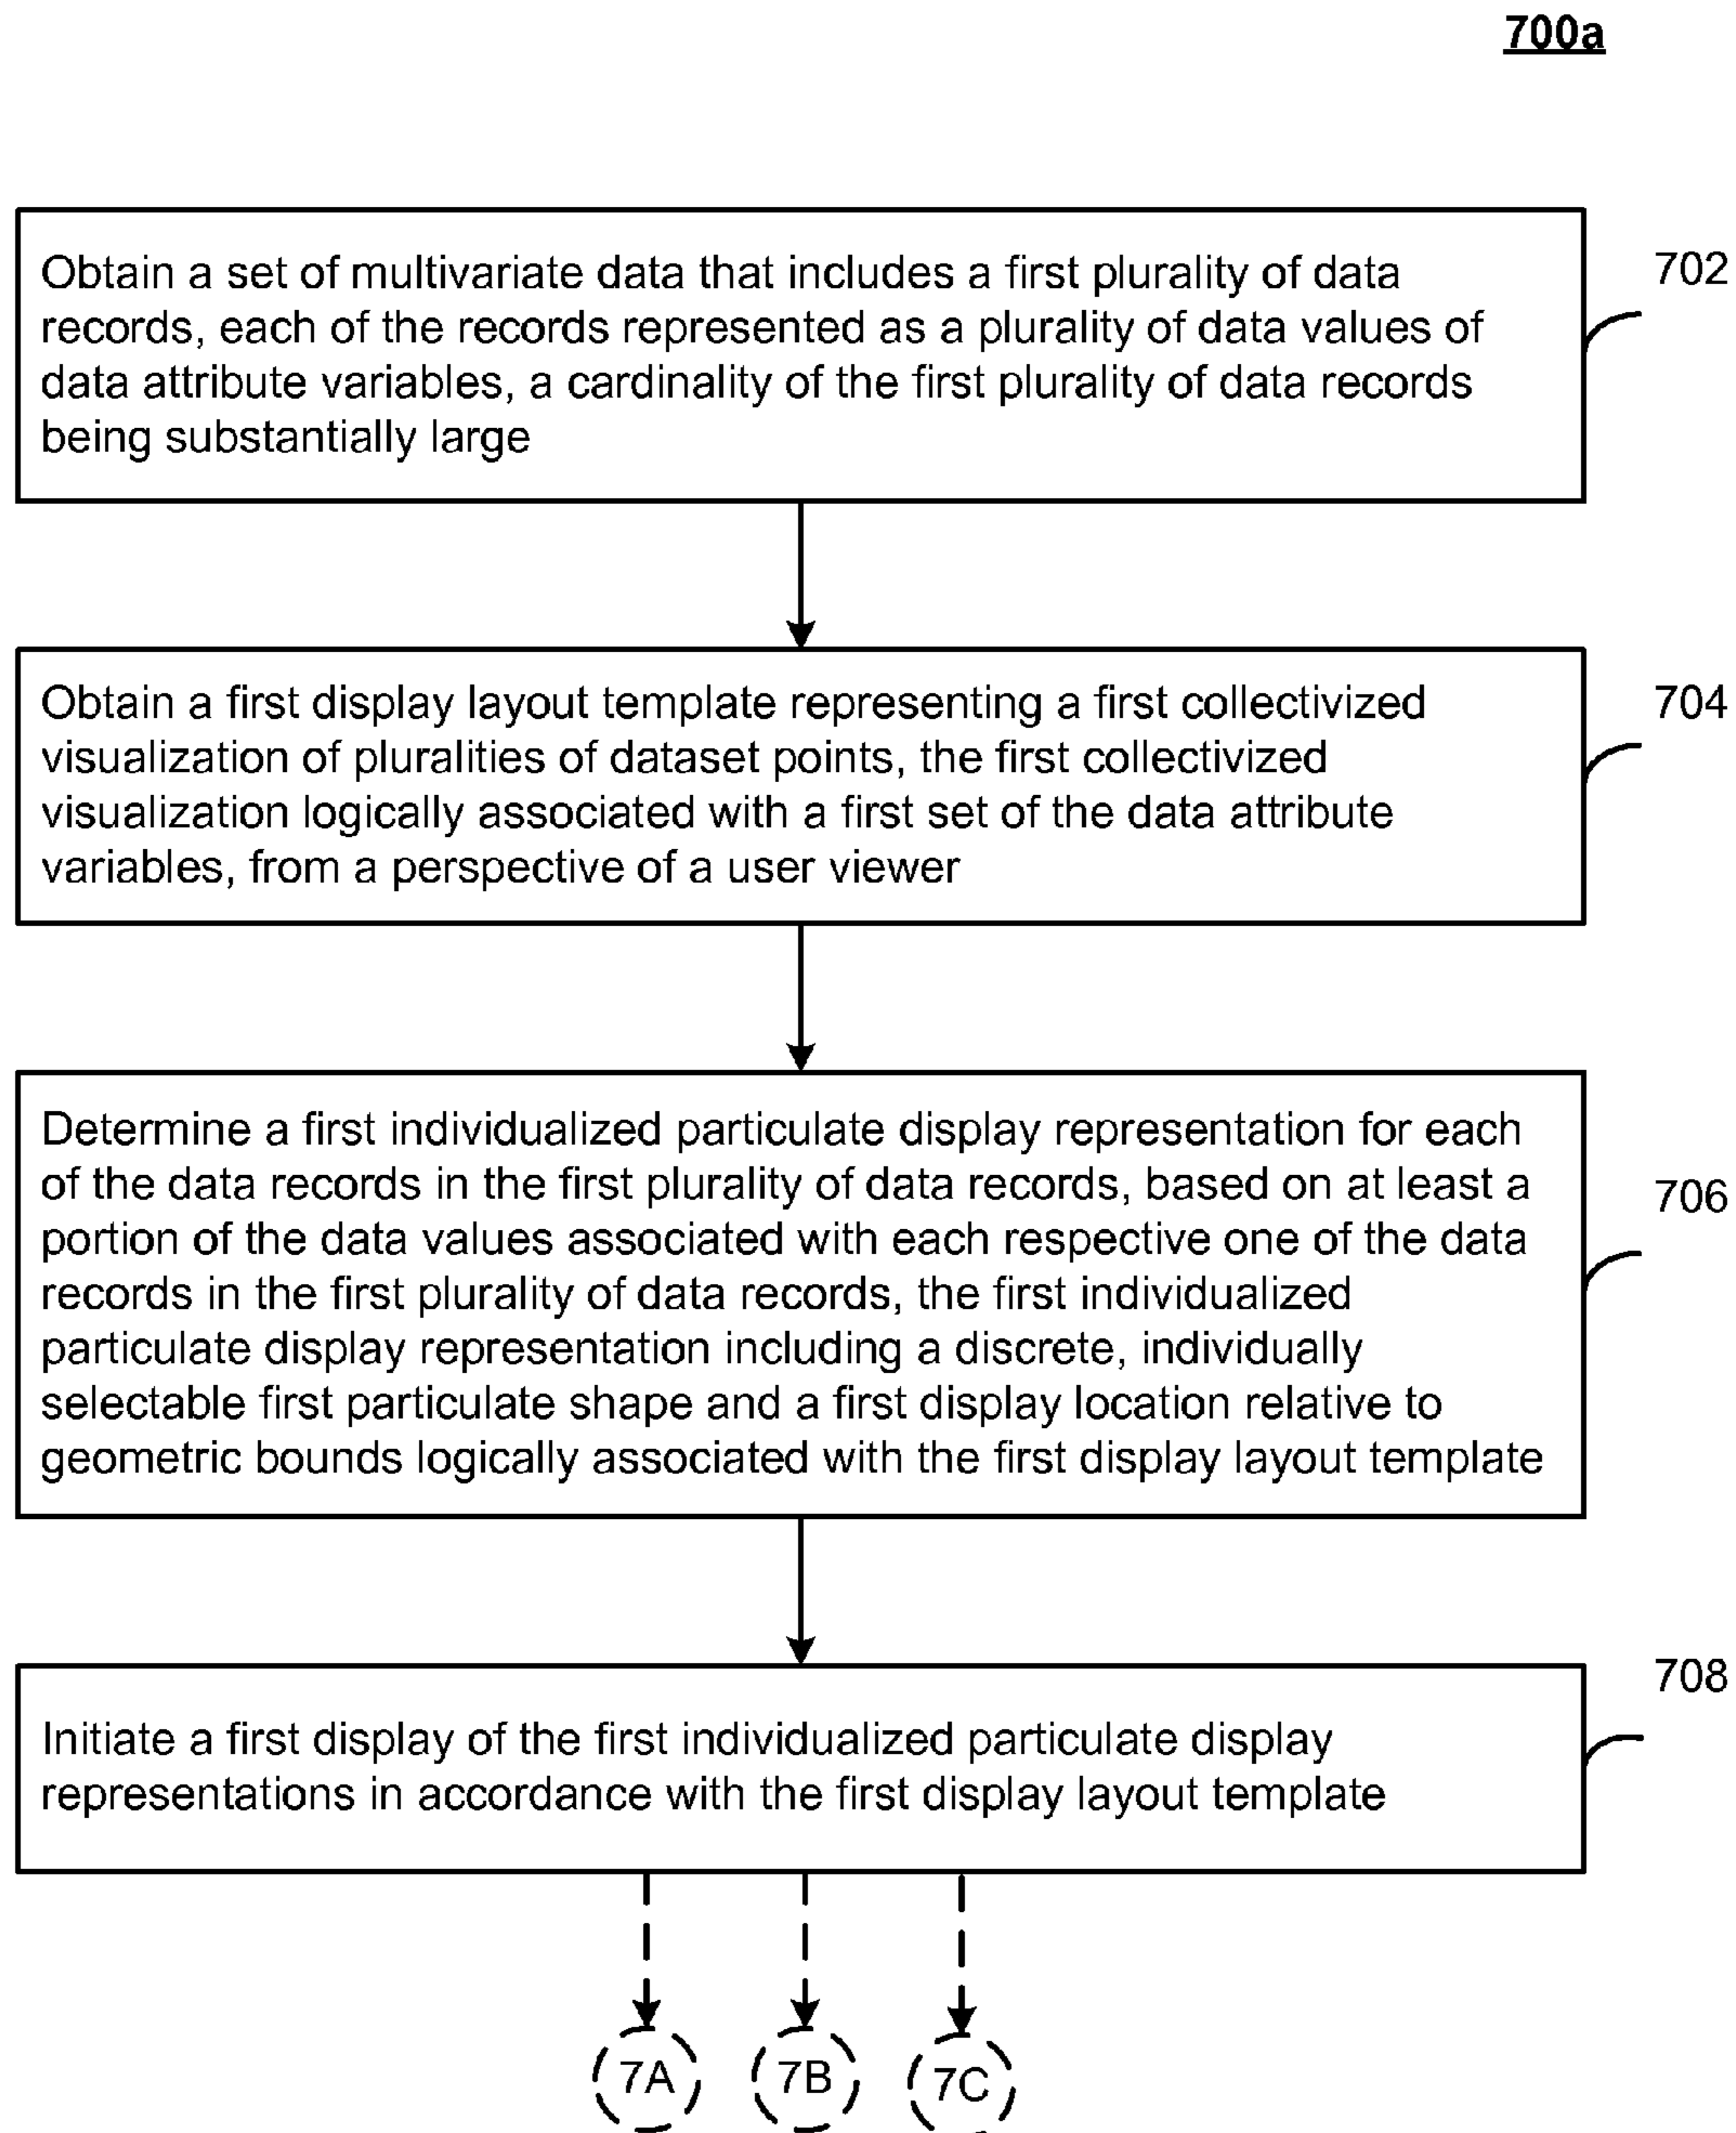 700a
Obtain a set of multivariate data that includes a first plurality of data
records, each of the records represented as a plurality of data values of
data attribute variables, a cardinality of the first plurality of data records
being substantially large
702
Obtain a first display layout template representing a first collectivized
visualization of pluralities of dataset points, the first collectivized
visualization logically associated with a first set of the data attribute
variables, from a perspective of a user viewer
704
Determine a first individualized particulate display representation for each
of the data records in the first plurality of data records, based on at least a
portion of the data values associated with each respective one of the data
records in the first plurality of data records, the first individualized
particulate display representation including a discrete, individually
selectable first particulate shape and a first display location relative to
geometric bounds logically associated with the first display layout template
706
Initiate a first display of the first individualized particulate display
representations in accordance with the first display layout template
708
7A
7B
7C